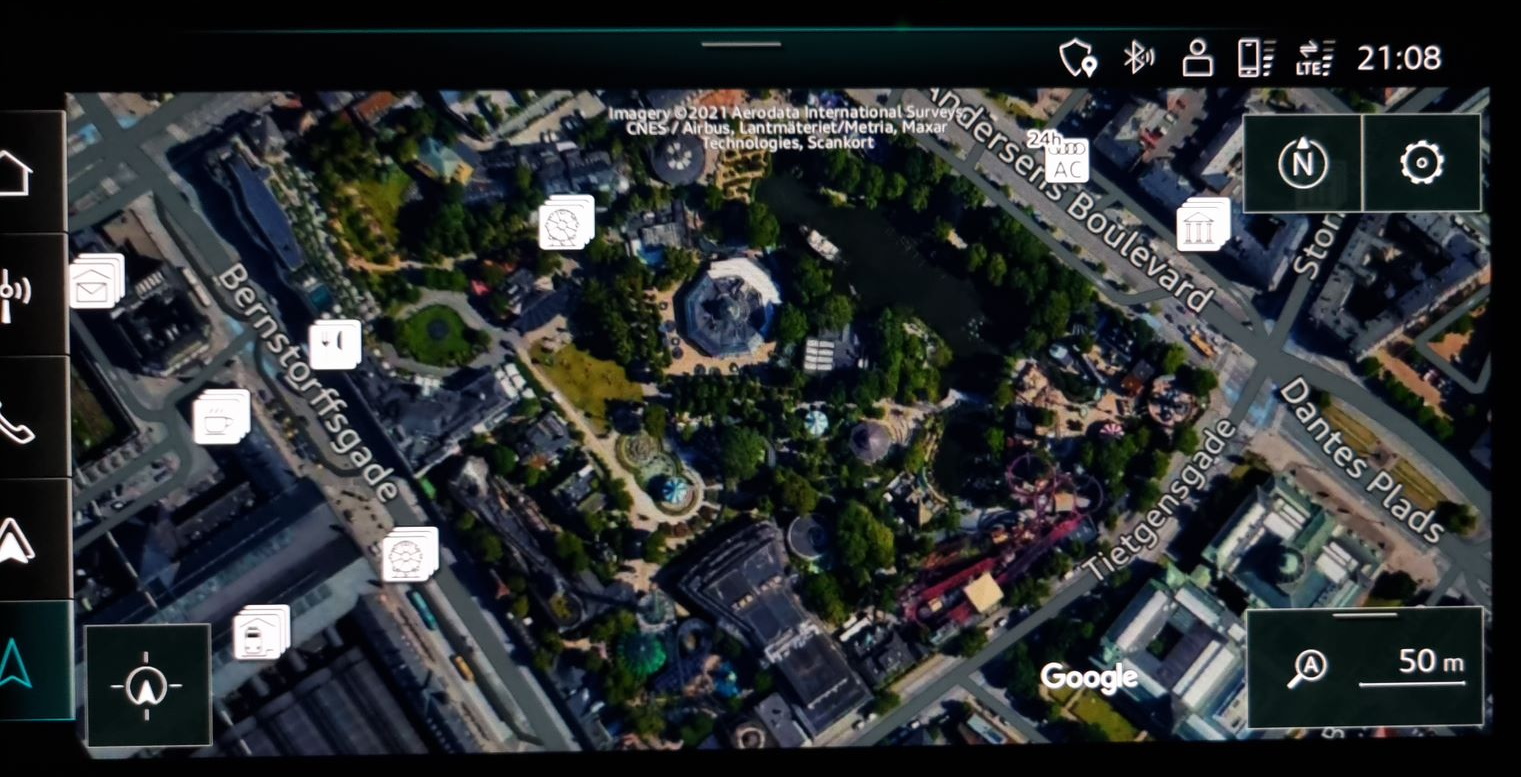 LTE 21:08
Imagery ©2021 Aerodata International Surveys,
CNES / Airbus, Lantmäteriet/Metria, Maxar
Technologies, Scankort
Andersens Boulevard
24h
AC
N
Bernstorffsgade
Dantes Plads
Tietgensgade
Google
A 50 m